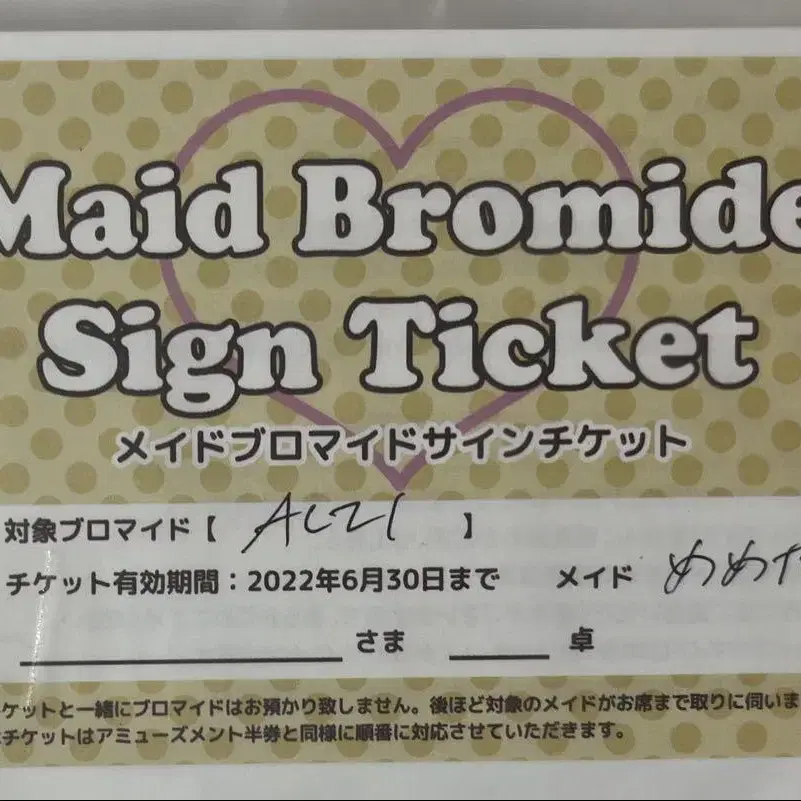 Maid Bromide
Sign Ticket
メイドブロマイドサインチケット
対象ブロマイド【 AC21 】
チケット有効期間：2022年6月30日まで メイド めめ
さま 卓
ケットと一緒にブロマイドはお預かり致しません。後ほど対象のメイドがお席まで取りに伺いま
チケットはアミューズメント半券と同様に順番に対応させていただきます。